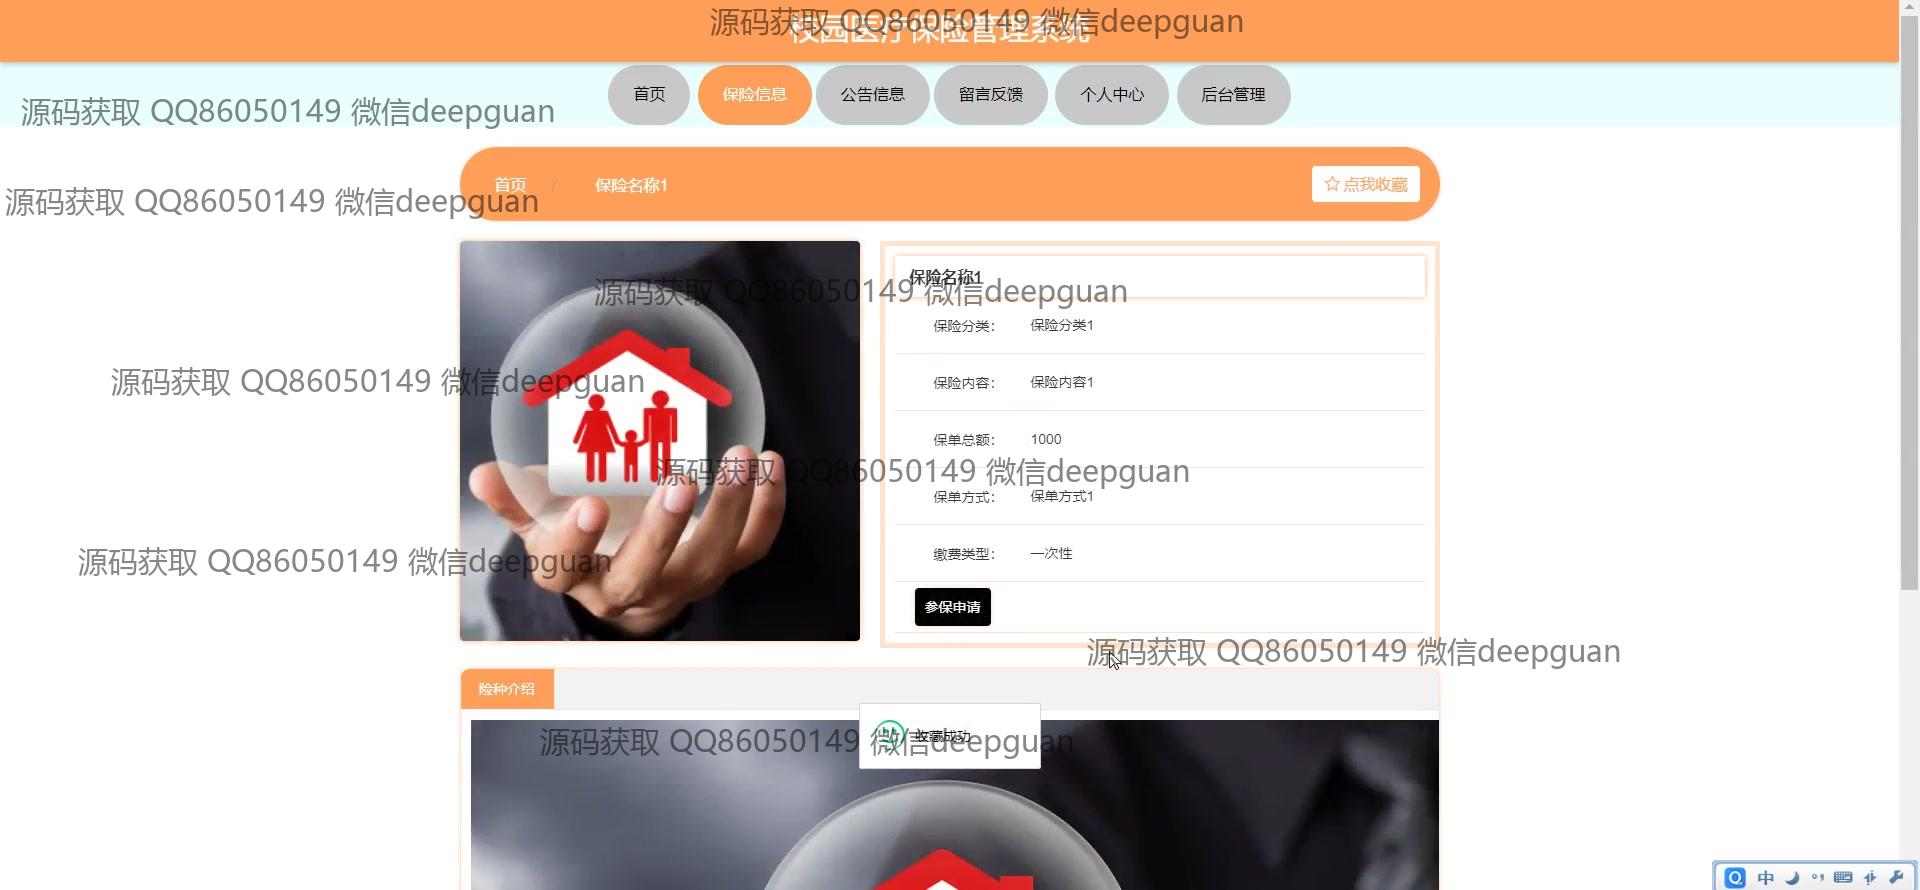 源码获取 QQ86050149 微信deepguan
校园医疗保险管理系统
首页
保险信息
公告信息
留言反馈
个人中心
后台管理
源码获取 QQ86050149 微信deepguan
首页 / 保险名称1
☆ 点我收藏
源码获取 QQ86050149 微信deepguan
保险名称1
源码获取 QQ86050149 微信deepguan
保险分类： 保险分类1
保险内容： 保险内容1
源码获取 QQ86050149 微信deepguan
保单总额： 1000
源码获取 QQ86050149 微信deepguan
保单方式： 保单方式1
缴费类型： 一次性
源码获取 QQ86050149 微信deepguan
参保申请
源码获取 QQ86050149 微信deepguan
险种介绍
收藏成功
源码获取 QQ86050149 微信deepguan
中